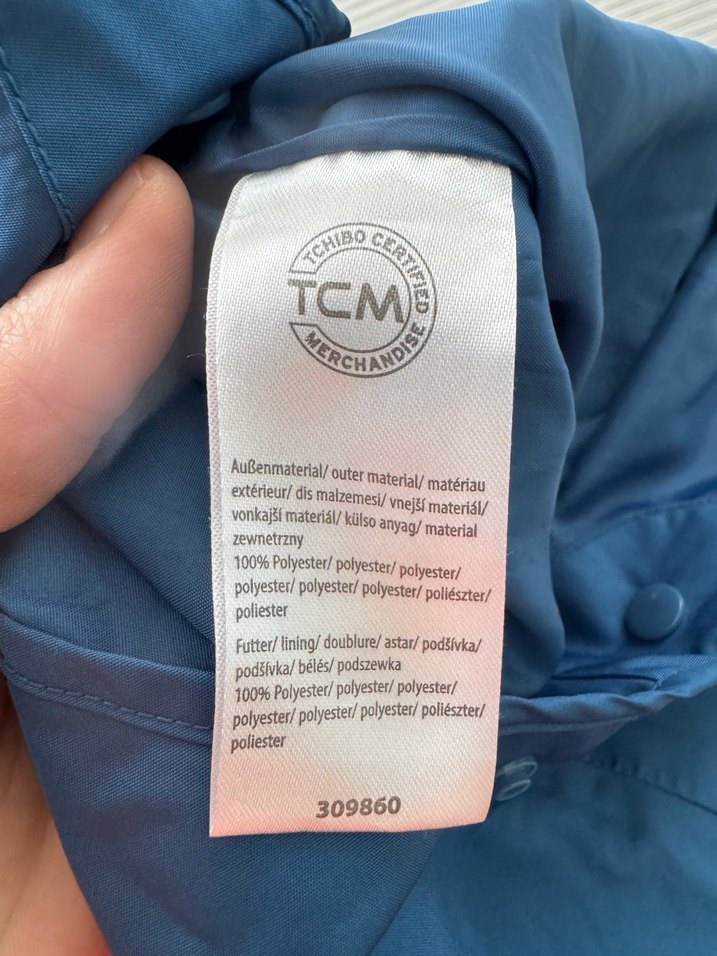 TCHIBO CERTIFIED
TCM
MERCHANDISE
Außenmaterial/ outer material/ matériau
extérieur/ dis malzemesi/ vnejší materiál/
vonkajší materiál/ külso anyag/ material
zewnetrzny
100% Polyester/ polyester/ polyester/
polyester/ polyester/ polyester/ poliészter/
poliester
Futter/ lining/ doublure/ astar/ podšívka/
podšívka/ bélés/ podszewka
100% Polyester/ polyester/ polyester/
polyester/ polyester/ polyester/ poliészter/
poliester
309860